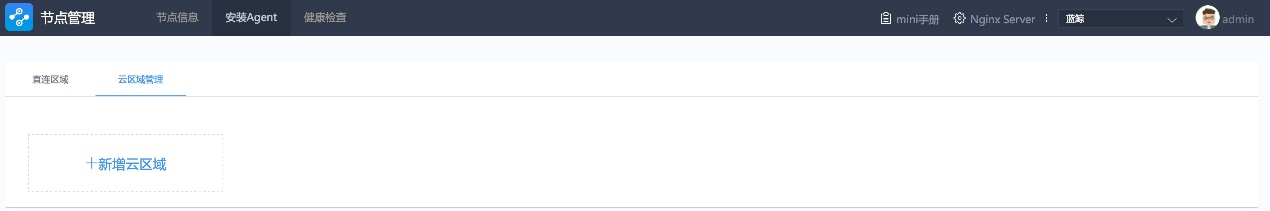 节点管理 节点信息 安装Agent 健康检查 mini手册 Nginx Server 蓝鲸 admin
直连区域 云区域管理
+新增云区域